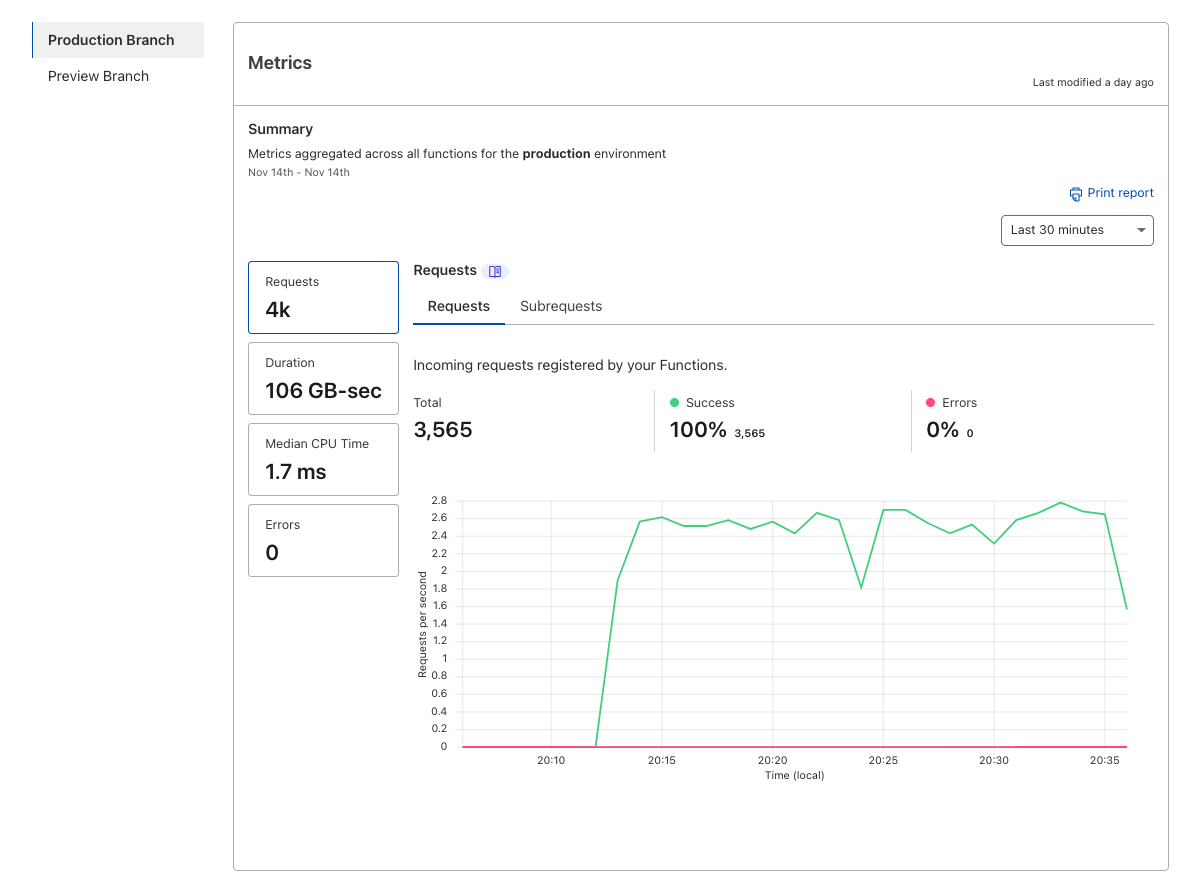 Production Branch
Preview Branch
Metrics
Last modified a day ago
Summary
Metrics aggregated across all functions for the production environment
Nov 14th - Nov 14th
Print report
Last 30 minutes
Requests
4k
Duration
106 GB-sec
Median CPU Time
1.7 ms
Errors
0
Requests
Requests Subrequests
Incoming requests registered by your Functions.
Total
3,565
Success
100% 3,565
Errors
0% 0
Requests per second
2.8
2.6
2.4
2.2
2
1.8
1.6
1.4
1.2
1
0.8
0.6
0.4
0.2
0
20:10 20:15 20:20 20:25 20:30 20:35
Time (local)